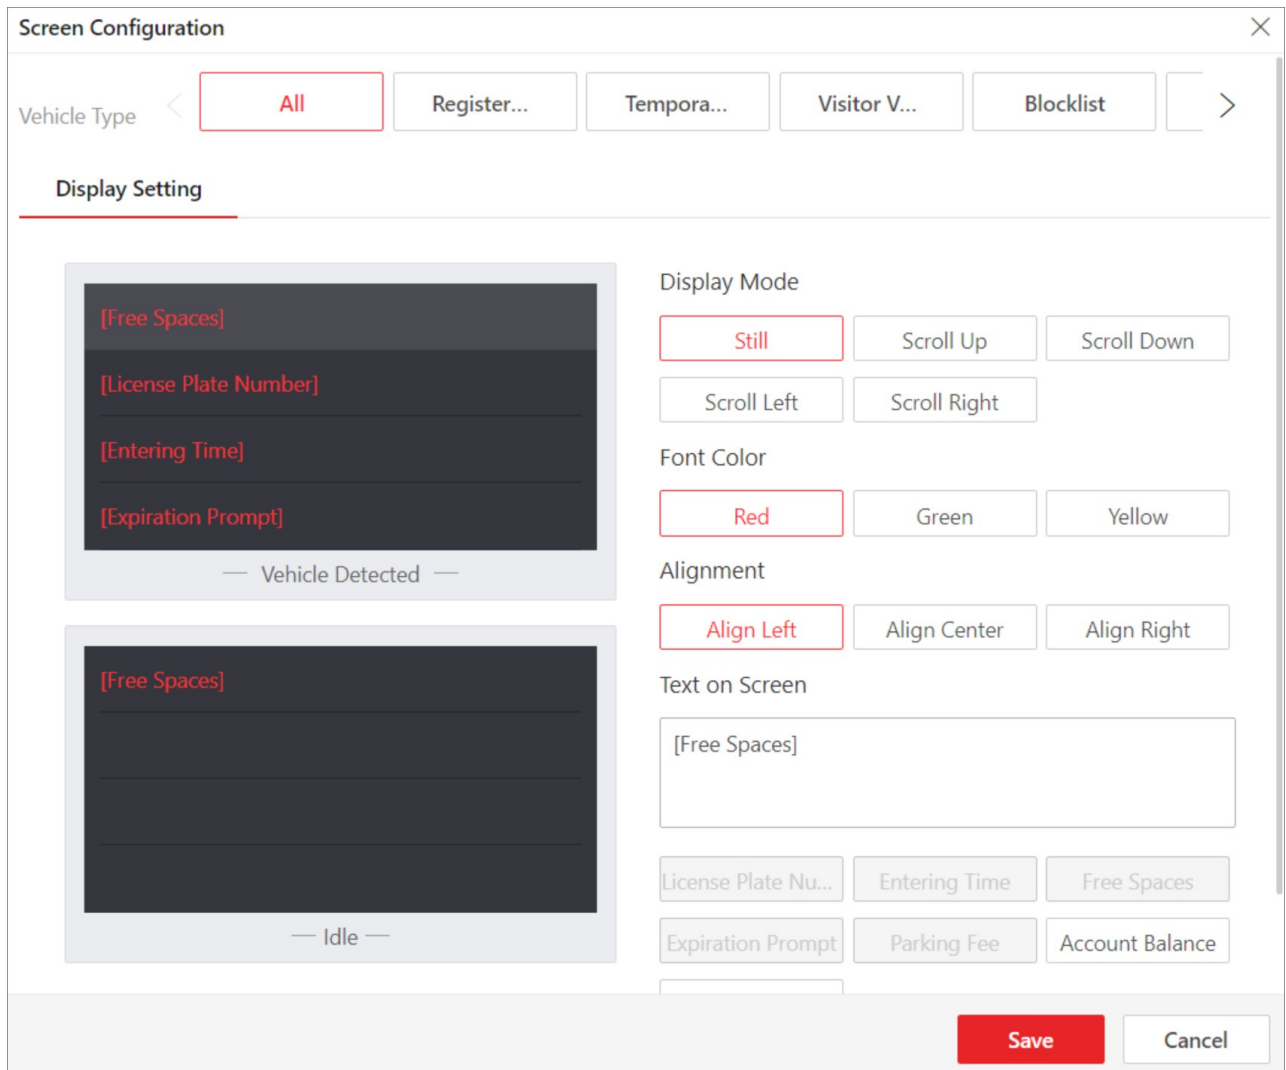 Screen Configuration
Vehicle Type
All
Register...
Tempora...
Visitor V...
Blocklist
Display Setting
[Free Spaces]
[License Plate Number]
[Entering Time]
[Expiration Prompt]
— Vehicle Detected —
[Free Spaces]
— Idle —
Display Mode
Still
Scroll Up
Scroll Down
Scroll Left
Scroll Right
Font Color
Red
Green
Yellow
Alignment
Align Left
Align Center
Align Right
Text on Screen
[Free Spaces]
License Plate Nu...
Entering Time
Free Spaces
Expiration Prompt
Parking Fee
Account Balance
Save
Cancel